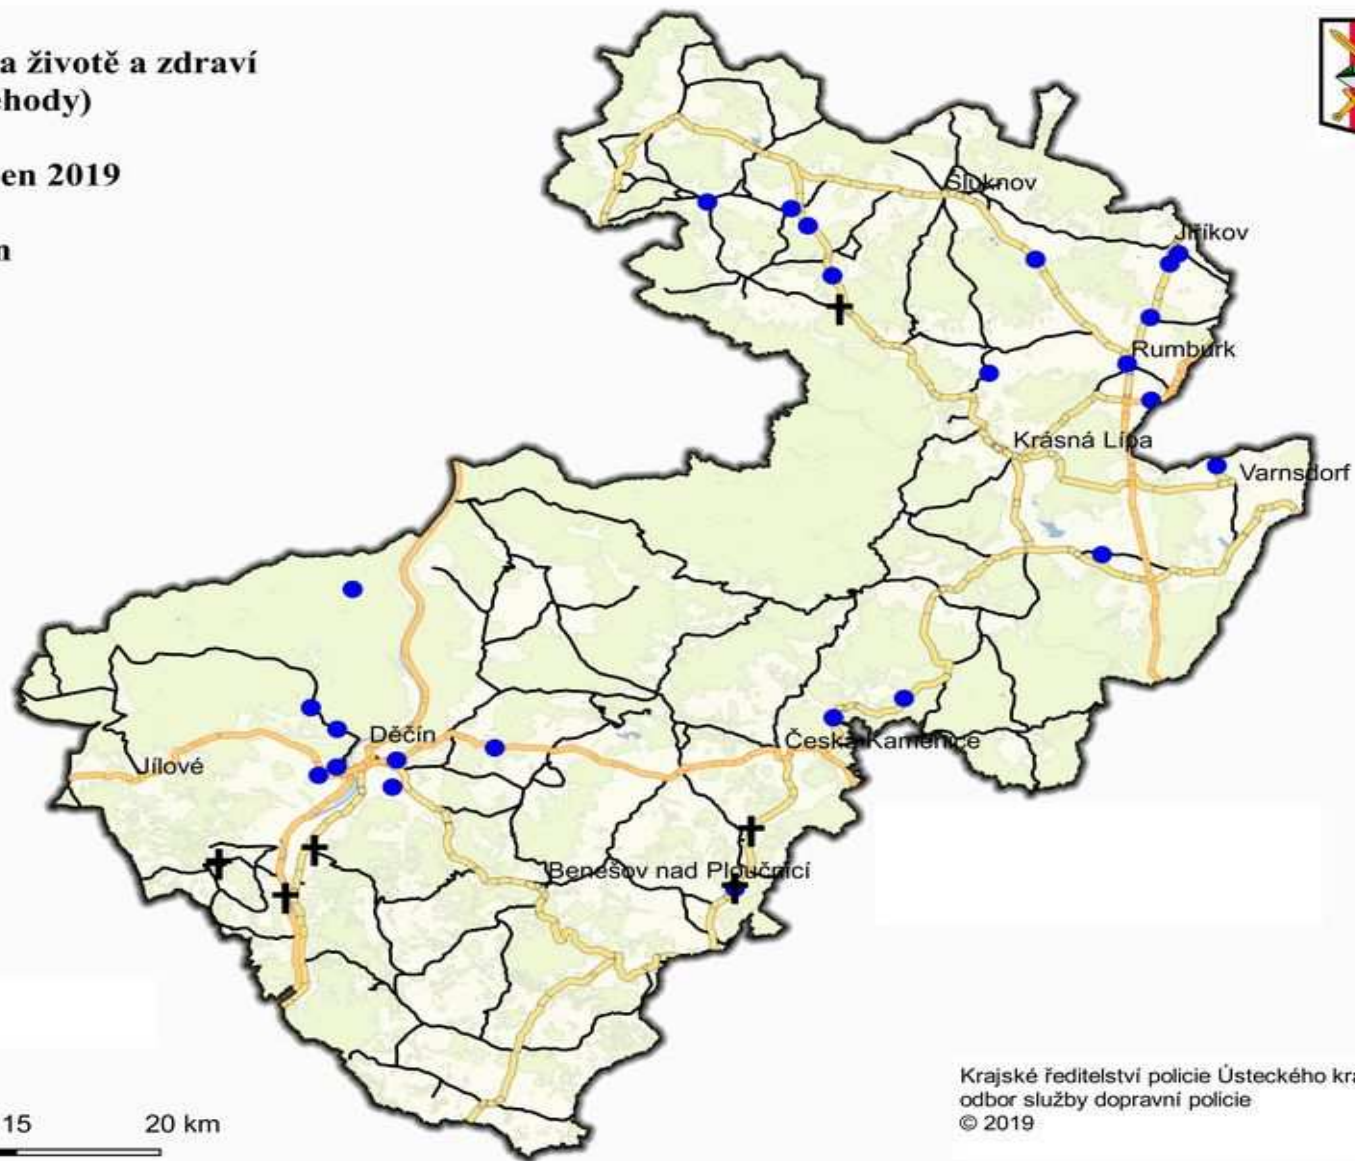 a životě a zdraví
ehody)
en 2019
n
Šluknov
Jiříkov
Rumburk
Krásná Lípa
Varnsdorf
Děčín
Česká Kamenice
Jílové
Benešov nad Ploučnicí
15 20 km
Krajské ředitelství policie Ústeckého kra
odbor služby dopravní policie
© 2019